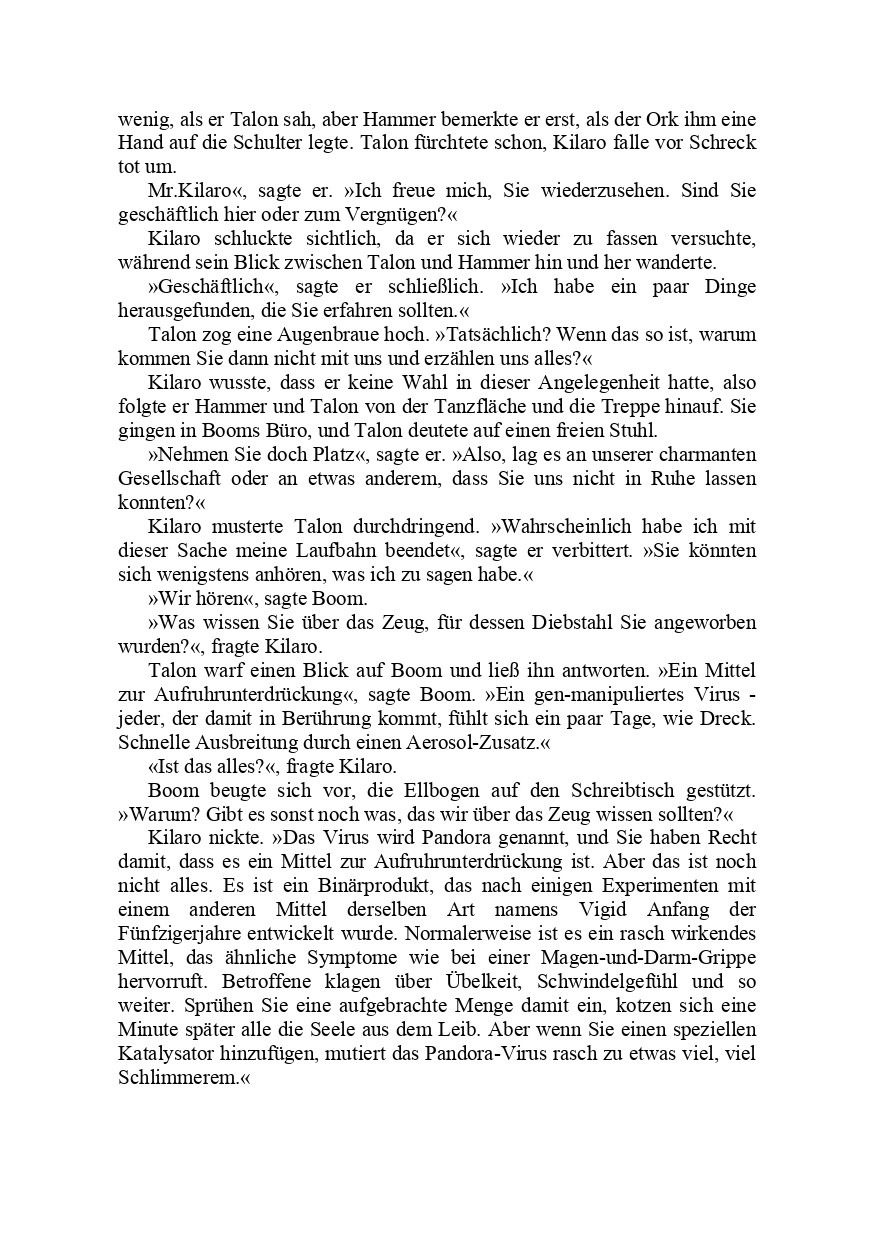 wenig, als er Talon sah, aber Hammer bemerkte er erst, als der Ork ihm eine
Hand auf die Schulter legte. Talon fürchtete schon, Kilaro falle vor Schreck
tot um.
Mr.Kilaro«, sagte er. »Ich freue mich, Sie wiederzusehen. Sind Sie
geschäftlich hier oder zum Vergnügen?«
Kilaro schluckte sichtlich, da er sich wieder zu fassen versuchte,
während sein Blick zwischen Talon und Hammer hin und her wanderte.
»Geschäftlich«, sagte er schließlich. »Ich habe ein paar Dinge
herausgefunden, die Sie erfahren sollten.«
Talon zog eine Augenbraue hoch. »Tatsächlich? Wenn das so ist, warum
kommen Sie dann nicht mit uns und erzählen uns alles?«
Kilaro wusste, dass er keine Wahl in dieser Angelegenheit hatte, also
folgte er Hammer und Talon von der Tanzfläche und die Treppe hinauf. Sie
gingen in Booms Büro, und Talon deutete auf einen freien Stuhl.
»Nehmen Sie doch Platz«, sagte er. »Also, lag es an unserer charmanten
Gesellschaft oder an etwas anderem, dass Sie uns nicht in Ruhe lassen
konnten?«
Kilaro musterte Talon durchdringend. »Wahrscheinlich habe ich mit
dieser Sache meine Laufbahn beendet«, sagte er verbittert. »Sie könnten
sich wenigstens anhören, was ich zu sagen habe.«
»Wir hören«, sagte Boom.
»Was wissen Sie über das Zeug, für dessen Diebstahl Sie angeworben
wurden?«, fragte Kilaro.
Talon warf einen Blick auf Boom und ließ ihn antworten. »Ein Mittel
zur Aufruhrunterdrückung«, sagte Boom. »Ein gen-manipuliertes Virus -
jeder, der damit in Berührung kommt, fühlt sich ein paar Tage, wie Dreck.
Schnelle Ausbreitung durch einen Aerosol-Zusatz.«
«Ist das alles?«, fragte Kilaro.
Boom beugte sich vor, die Ellbogen auf den Schreibtisch gestützt.
»Warum? Gibt es sonst noch was, das wir über das Zeug wissen sollten?«
Kilaro nickte. »Das Virus wird Pandora genannt, und Sie haben Recht
damit, dass es ein Mittel zur Aufruhrunterdrückung ist. Aber das ist noch
nicht alles. Es ist ein Binärprodukt, das nach einigen Experimenten mit
einem anderen Mittel derselben Art namens Vigid Anfang der
Fünfzigerjahre entwickelt wurde. Normalerweise ist es ein rasch wirkendes
Mittel, das ähnliche Symptome wie bei einer Magen-und-Darm-Grippe
hervorruft. Betroffene klagen über Übelkeit, Schwindelgefühl und so
weiter. Sprühen Sie eine aufgebrachte Menge damit ein, kotzen sich eine
Minute später alle die Seele aus dem Leib. Aber wenn Sie einen speziellen
Katalysator hinzufügen, mutiert das Pandora-Virus rasch zu etwas viel, viel
Schlimmerem.«